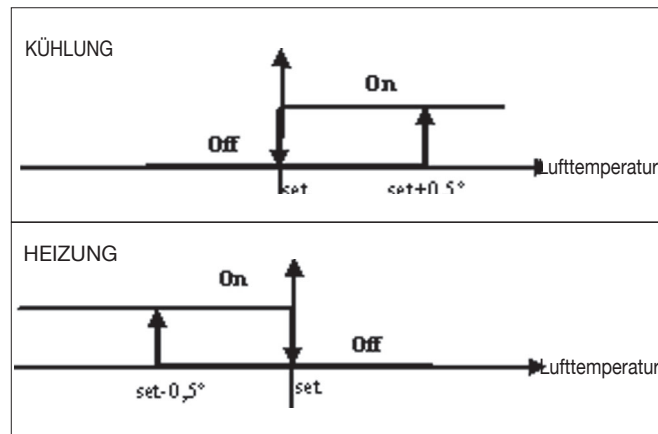 KÜHLUNG
On
Off
Lufttemperatur
set
set+0,5°
HEIZUNG
On
Off
Lufttemperatur
set-0,5°
set